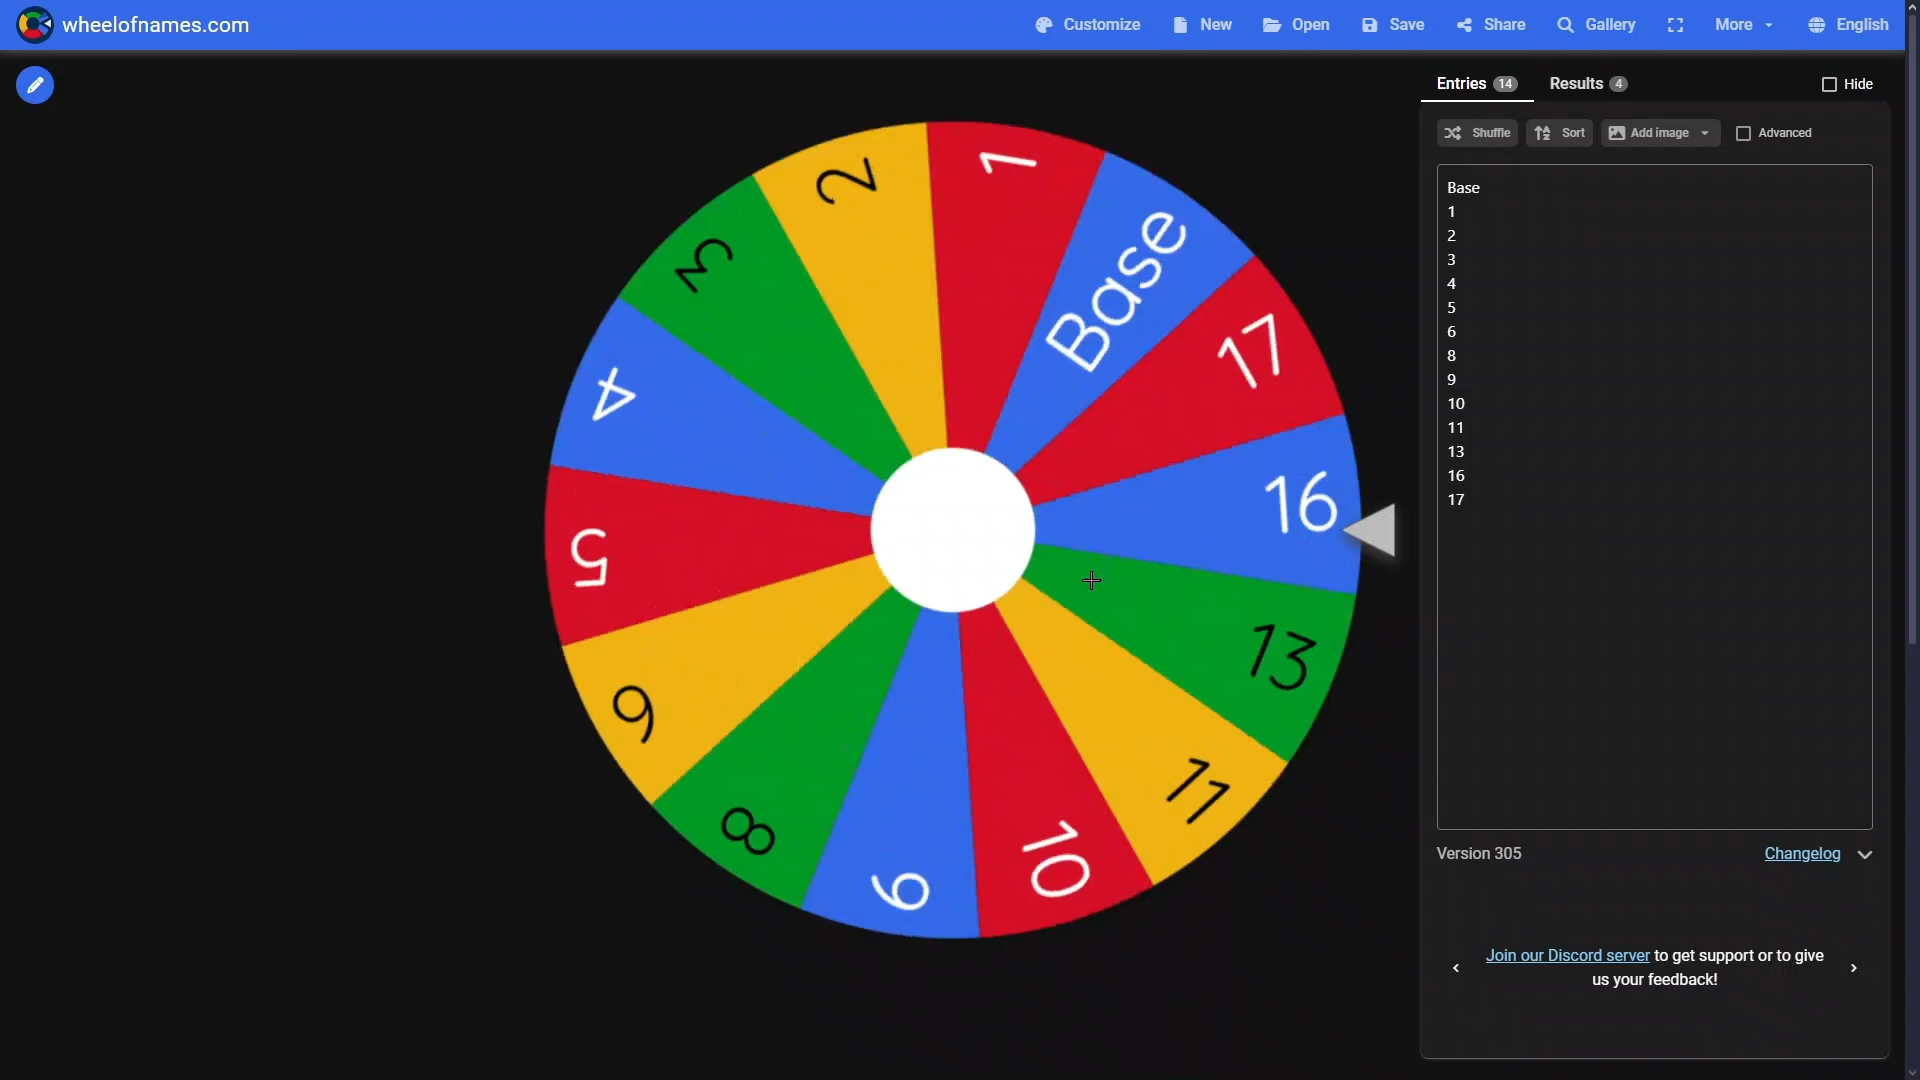 wheelofnames.com
Customize New Open Save Share Gallery More English
Entries 14 Results 4 Hide
Shuffle Sort Add image Advanced
Base
1
2
3
4
5
6
8
9
10
11
13
16
17
1
2
3
4
5
6
8
9
10
11
13
16
17
Base
Version 305 Changelog
Join our Discord server to get support or to give
us your feedback!